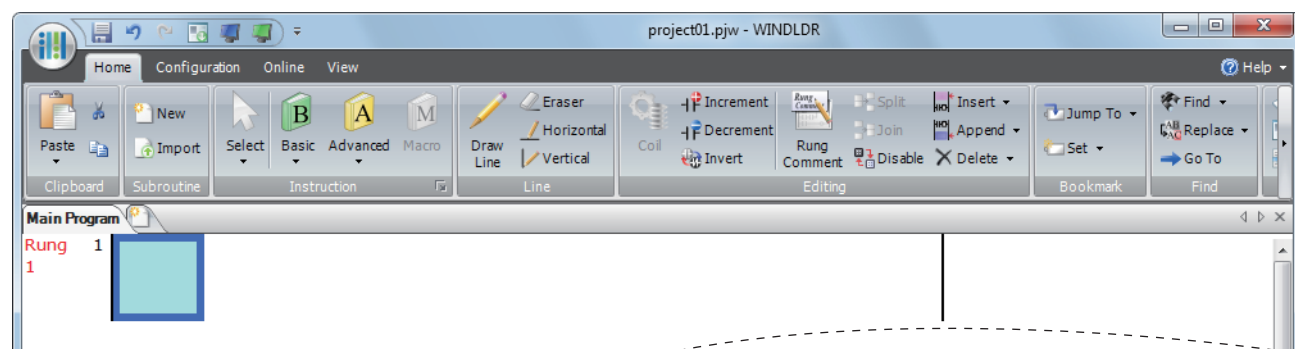 project01.pjw - WINDLDR
Home Configuration Online View Help
Paste
Clipboard
New
Import
Subroutine
Select Basic Advanced Macro
B A M
Instruction
Draw Line
Eraser
Horizontal
Vertical
Line
Coil
Increment
Decrement
Invert
Rung Comment
Split
Join
Disable
Insert
Append
Delete
Editing
Jump To
Set
Bookmark
Find
Replace
Go To
Find
Main Program
Rung 1
1